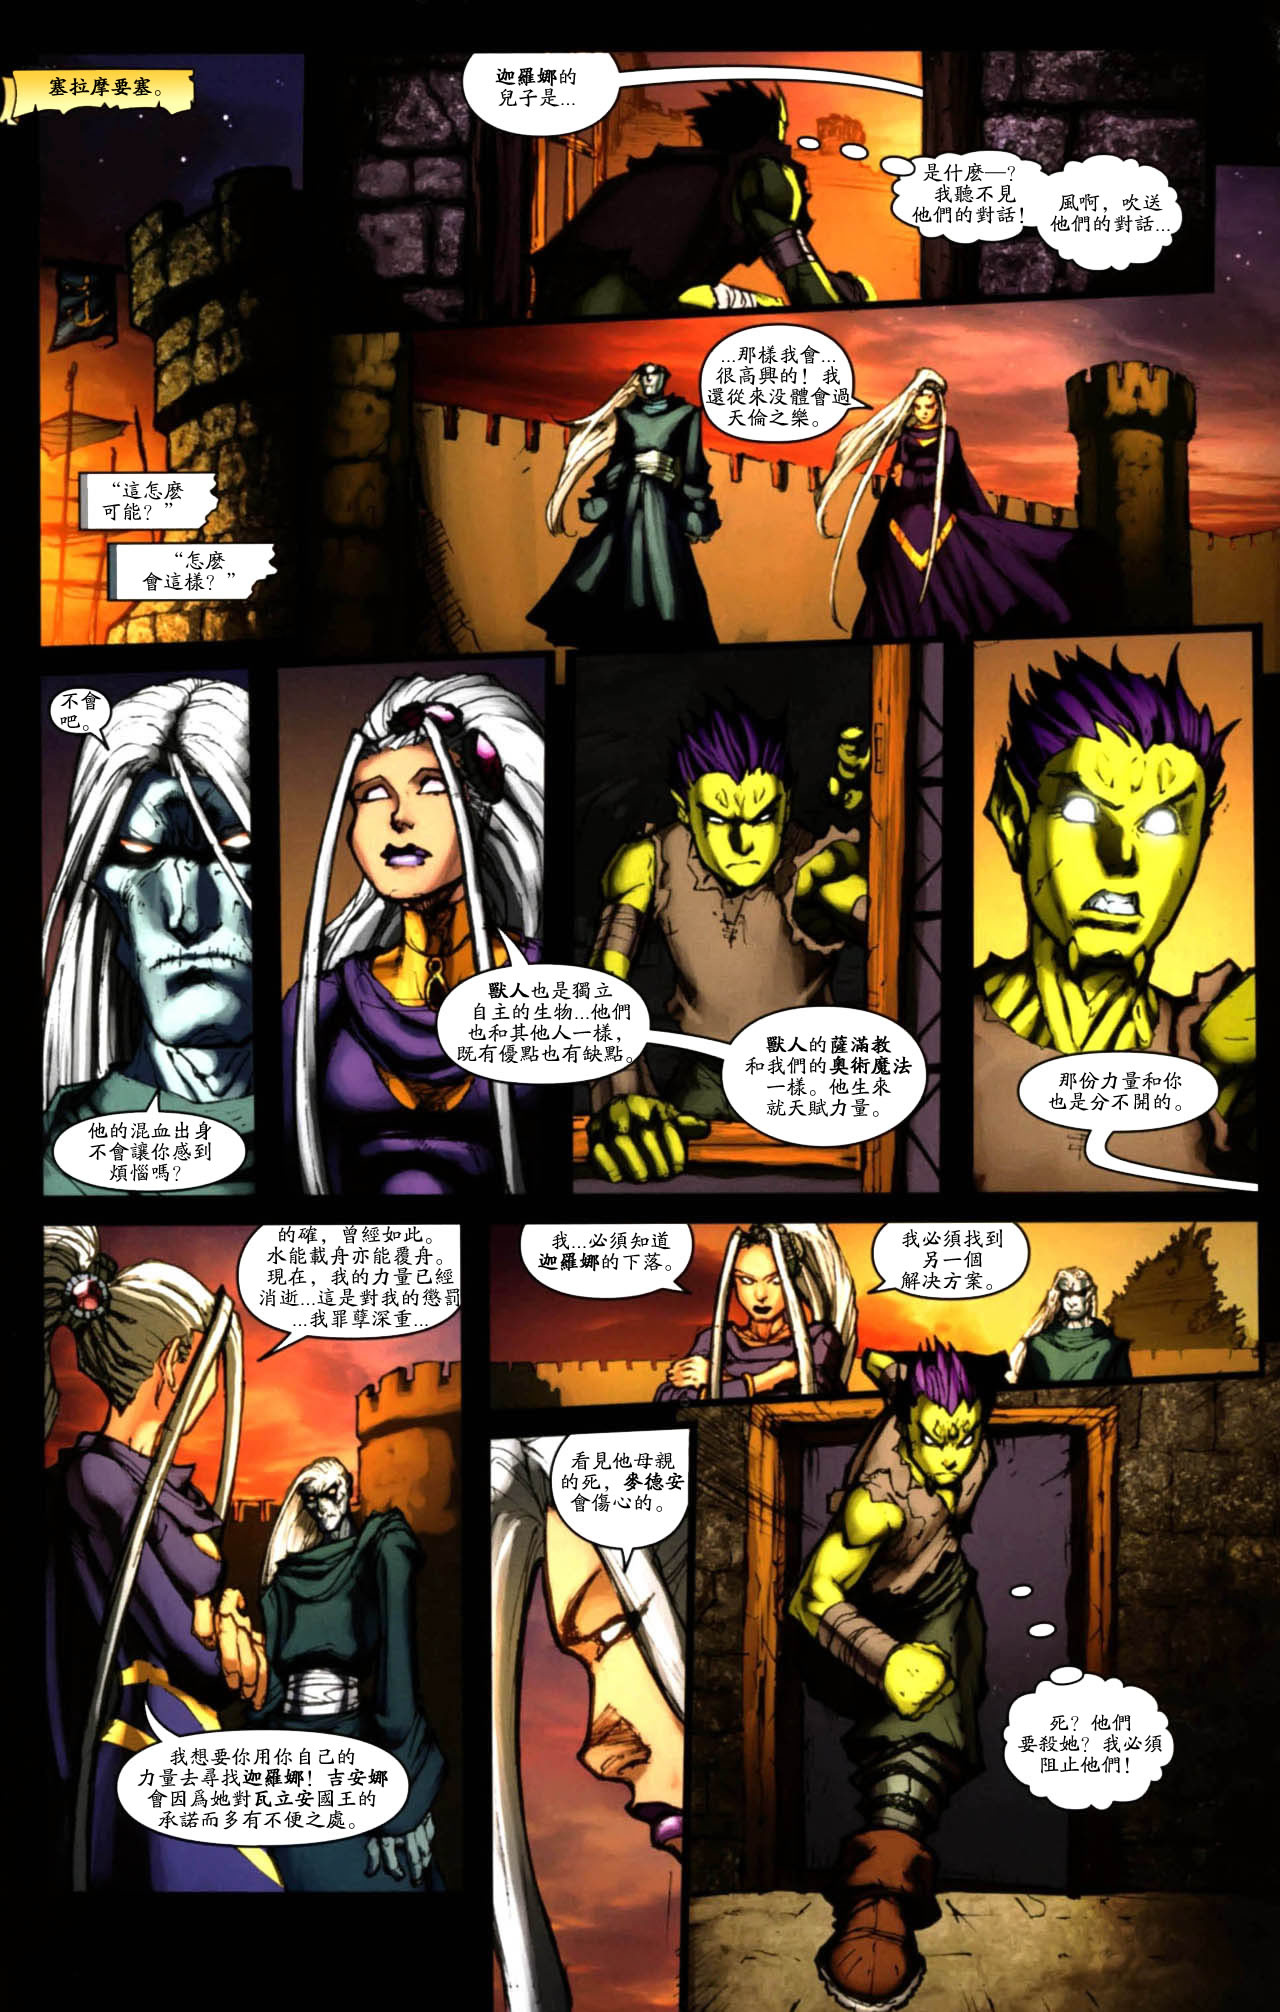 塞拉摩要塞。
“這怎麼
可能？”
“怎麼
會這樣？”
迦羅娜的
兒子是...
是什麼—？
我聽不見
他們的對話！
風啊，吹送
他們的對話...
...那樣我會...
很高興的！我
還從來没體會過
天倫之樂。
不會
吧。
他的混血出身
不會讓你感到
煩惱嗎？
獸人也是獨立
自主的生物...他們
也和其他人一樣，
既有優點也有缺點。
獸人的薩滿教
和我們的奥術魔法
一樣。他生來
就天賦力量。
那份力量和你
也是分不開的。
的確，曾經如此。
水能載舟亦能覆舟。
現在，我的力量已經
消逝...這是對我的懲罰
...我罪孽深重...
我想要你用你自己的
力量去尋找迦羅娜！吉安娜
會因爲她對瓦立安國王的
承諾而多有不便之處。
我...必須知道
迦羅娜的下落。
我必須找到
另一個
解决方案。
看見他母親
的死，麥德安
會傷心的。
死？他們
要殺她？我必須
阻止他們！